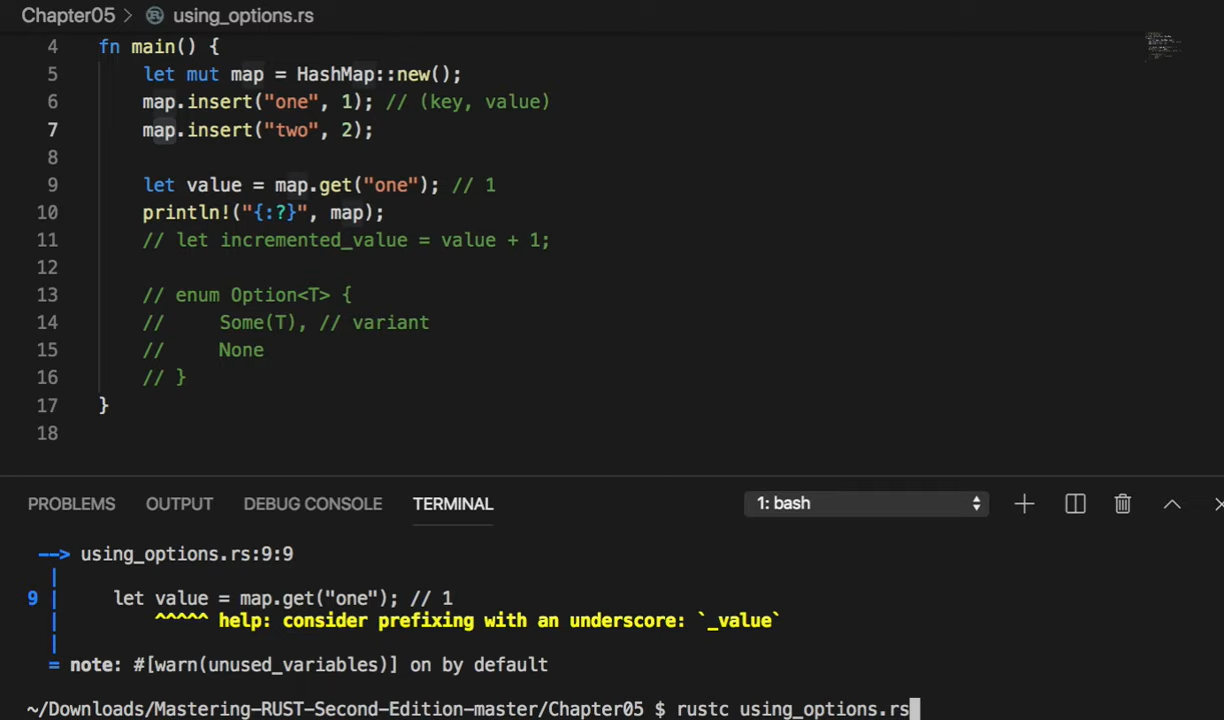 Chapter05 > using_options.rs
4 fn main() {
5 let mut map = HashMap::new();
6 map.insert("one", 1); // (key, value)
7 map.insert("two", 2);
8
9 let value = map.get("one"); // 1
10 println!("{:?}", map);
11 // let incremented_value = value + 1;
12
13 // enum Option<T> {
14 // Some(T), // variant
15 // None
16 // }
17 }
18
PROBLEMS OUTPUT DEBUG CONSOLE TERMINAL 1: bash
--> using_options.rs:9:9
|
9 | let value = map.get("one"); // 1
| ^^^^^ help: consider prefixing with an underscore: `_value`
|
= note: #[warn(unused_variables)] on by default
~/Downloads/Mastering-RUST-Second-Edition-master/Chapter05 $ rustc using_options.rs